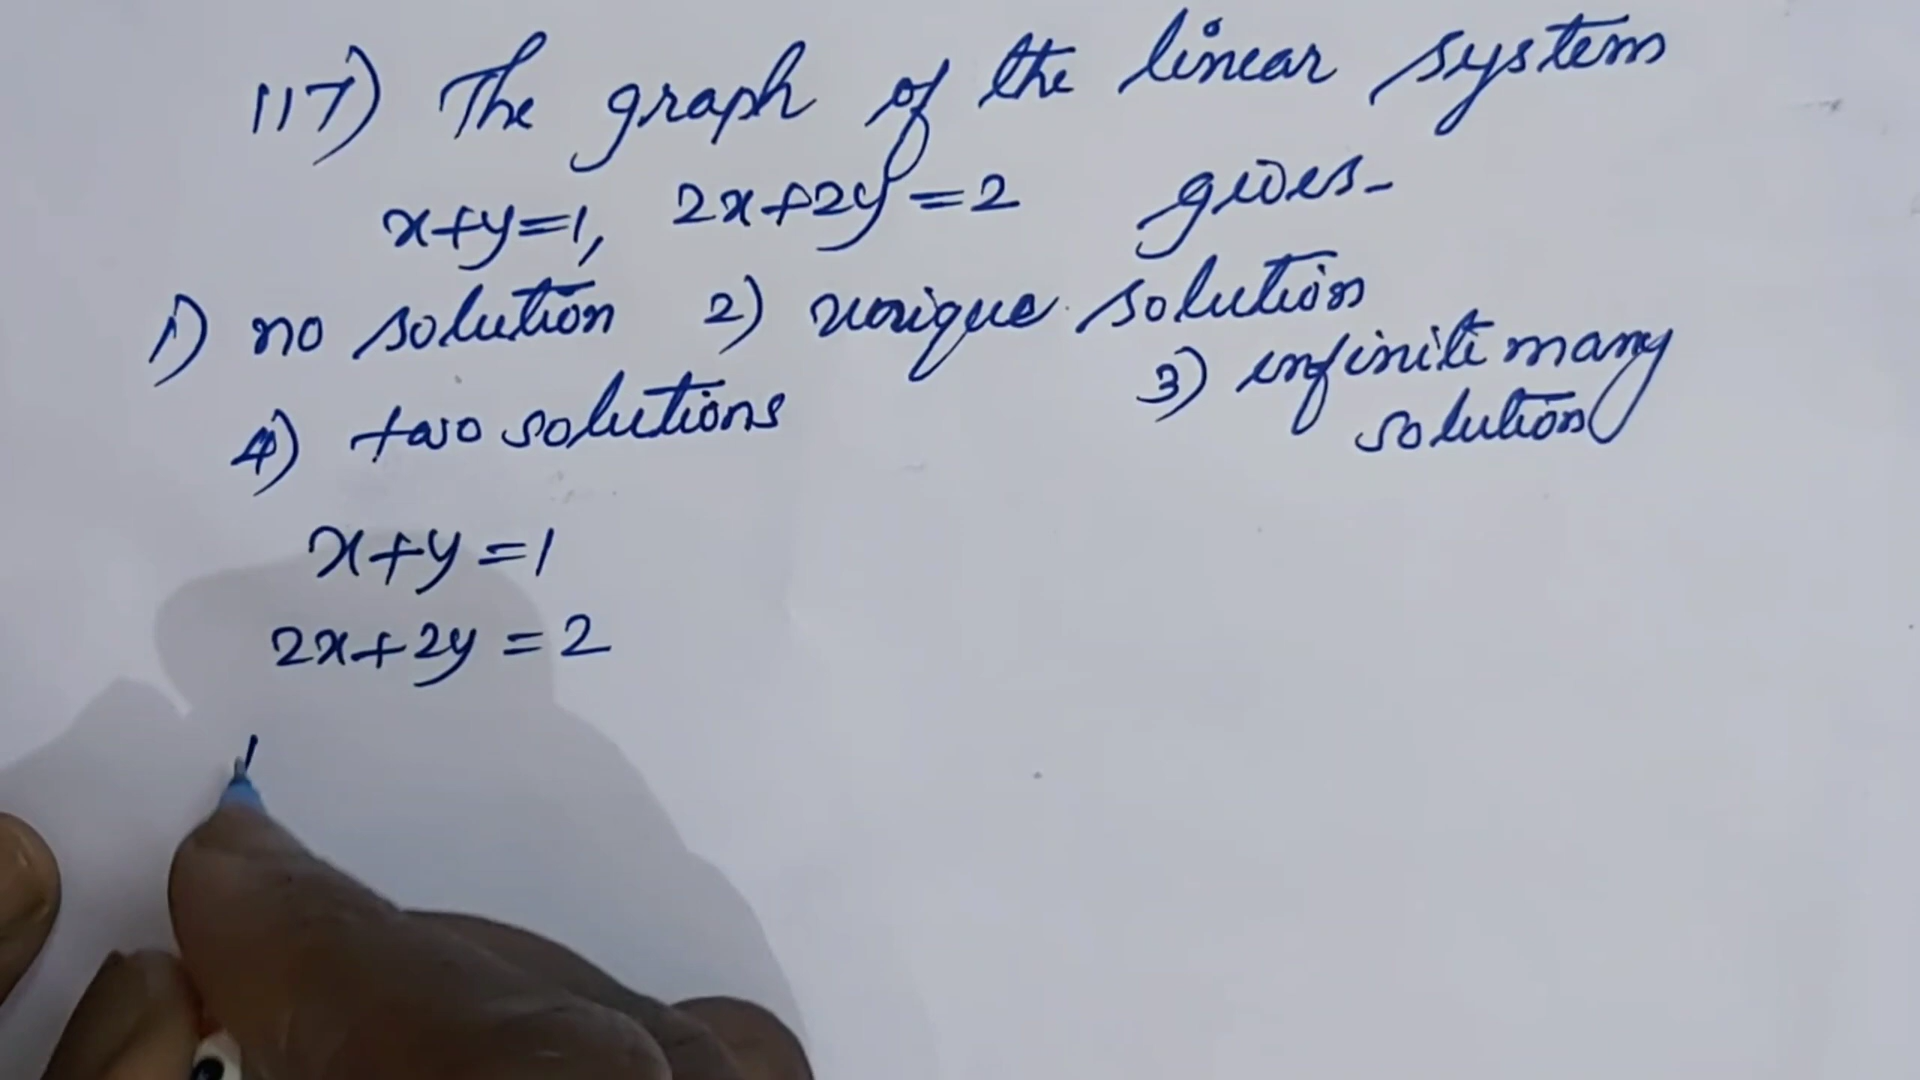 117) The graph of the linear system
x+y=1, 2x+2y=2 gives-
1) no solution 2) unique solution
3) infinite many
solution
4) two solutions
x+y=1
2x+2y=2